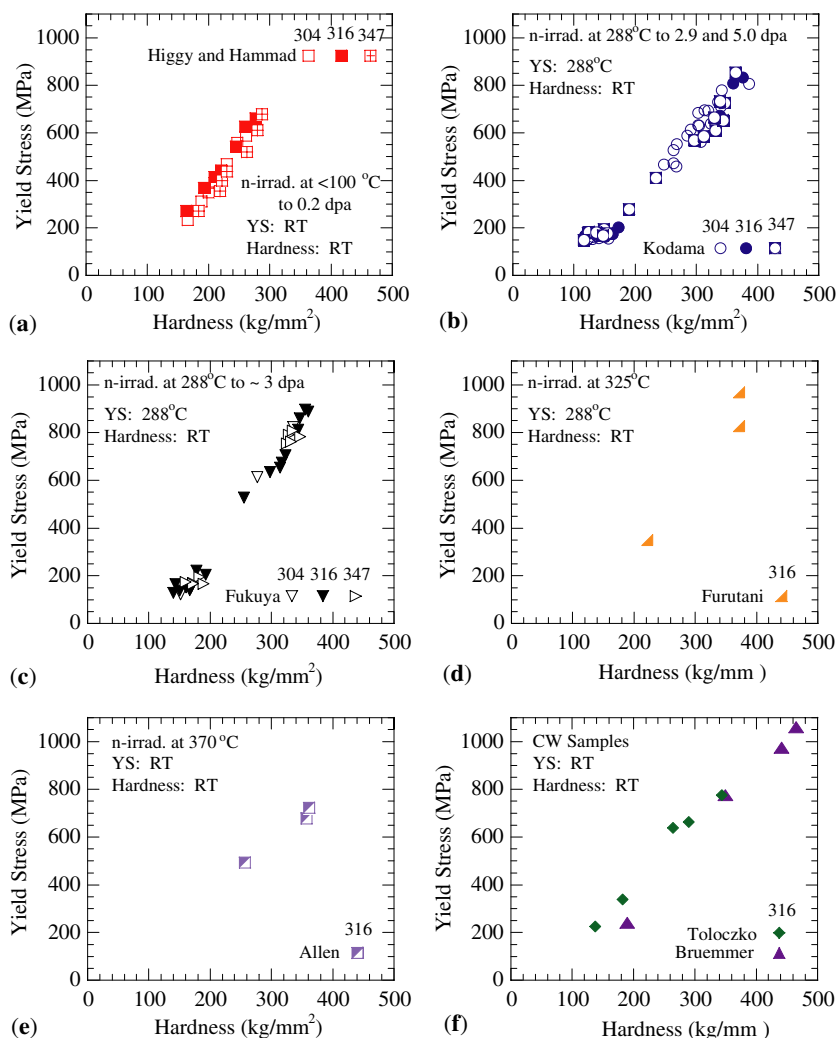 304 316 347
Higgy and Hammad
n-irrad. at <100 °C
to 0.2 dpa
YS: RT
Hardness: RT
1000
800
600
400
200
0
0 100 200 300 400 500
Yield Stress (MPa)
Hardness (kg/mm²)
(a)
n-irrad. at 288°C to 2.9 and 5.0 dpa
YS: 288°C
Hardness: RT
304 316 347
Kodama
1000
800
600
400
200
0
0 100 200 300 400 500
Yield Stress (MPa)
Hardness (kg/mm²)
(b)
n-irrad. at 288°C to ~ 3 dpa
YS: 288°C
Hardness: RT
304 316 347
Fukuya
1000
800
600
400
200
0
0 100 200 300 400 500
Yield Stress (MPa)
Hardness (kg/mm²)
(c)
n-irrad. at 325°C
YS: 288°C
Hardness: RT
316
Furutani
1000
800
600
400
200
0
0 100 200 300 400 500
Yield Stress (MPa)
Hardness (kg/mm )
(d)
n-irrad. at 370 °C
YS: RT
Hardness: RT
316
Allen
1000
800
600
400
200
0
0 100 200 300 400 500
Yield Stress (MPa)
Hardness (kg/mm²)
(e)
CW Samples
YS: RT
Hardness: RT
316
Toloczko
Bruemmer
1000
800
600
400
200
0
0 100 200 300 400 500
Yield Stress (MPa)
Hardness (kg/mm )
(f)